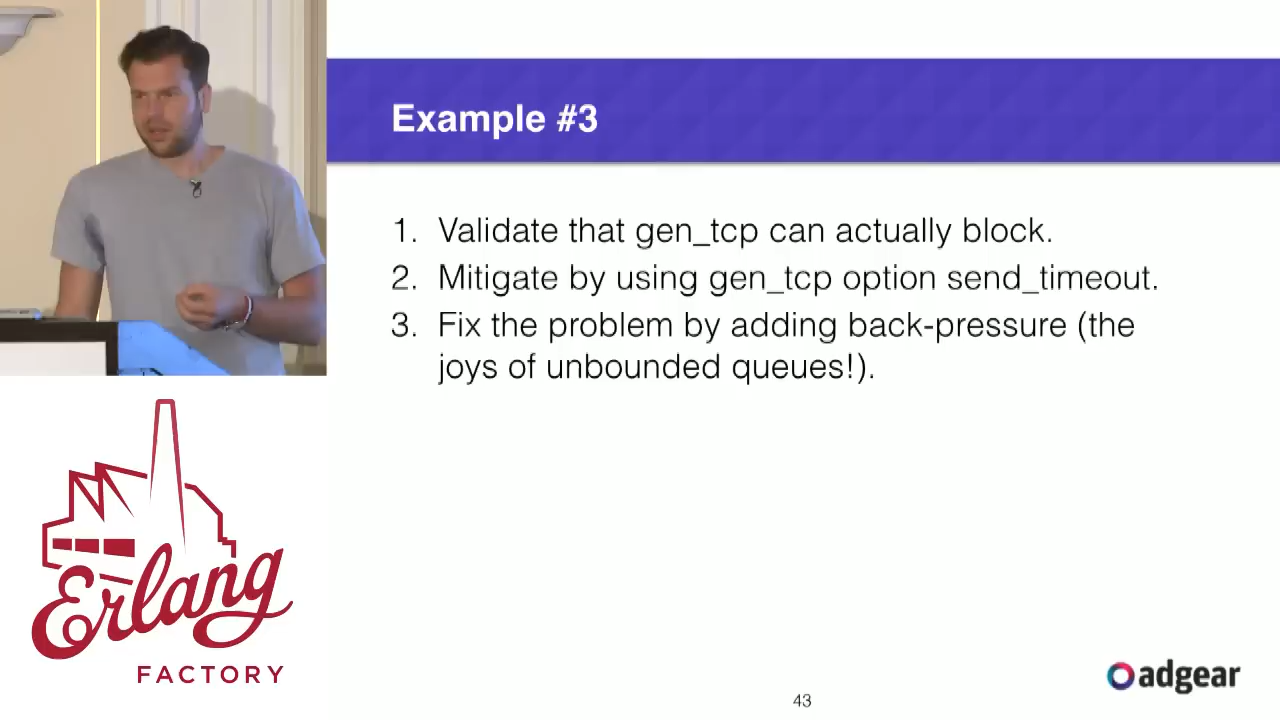 Example #3
1. Validate that gen_tcp can actually block.
2. Mitigate by using gen_tcp option send_timeout.
3. Fix the problem by adding back-pressure (the
joys of unbounded queues!).
Erlang
FACTORY
adgear
43